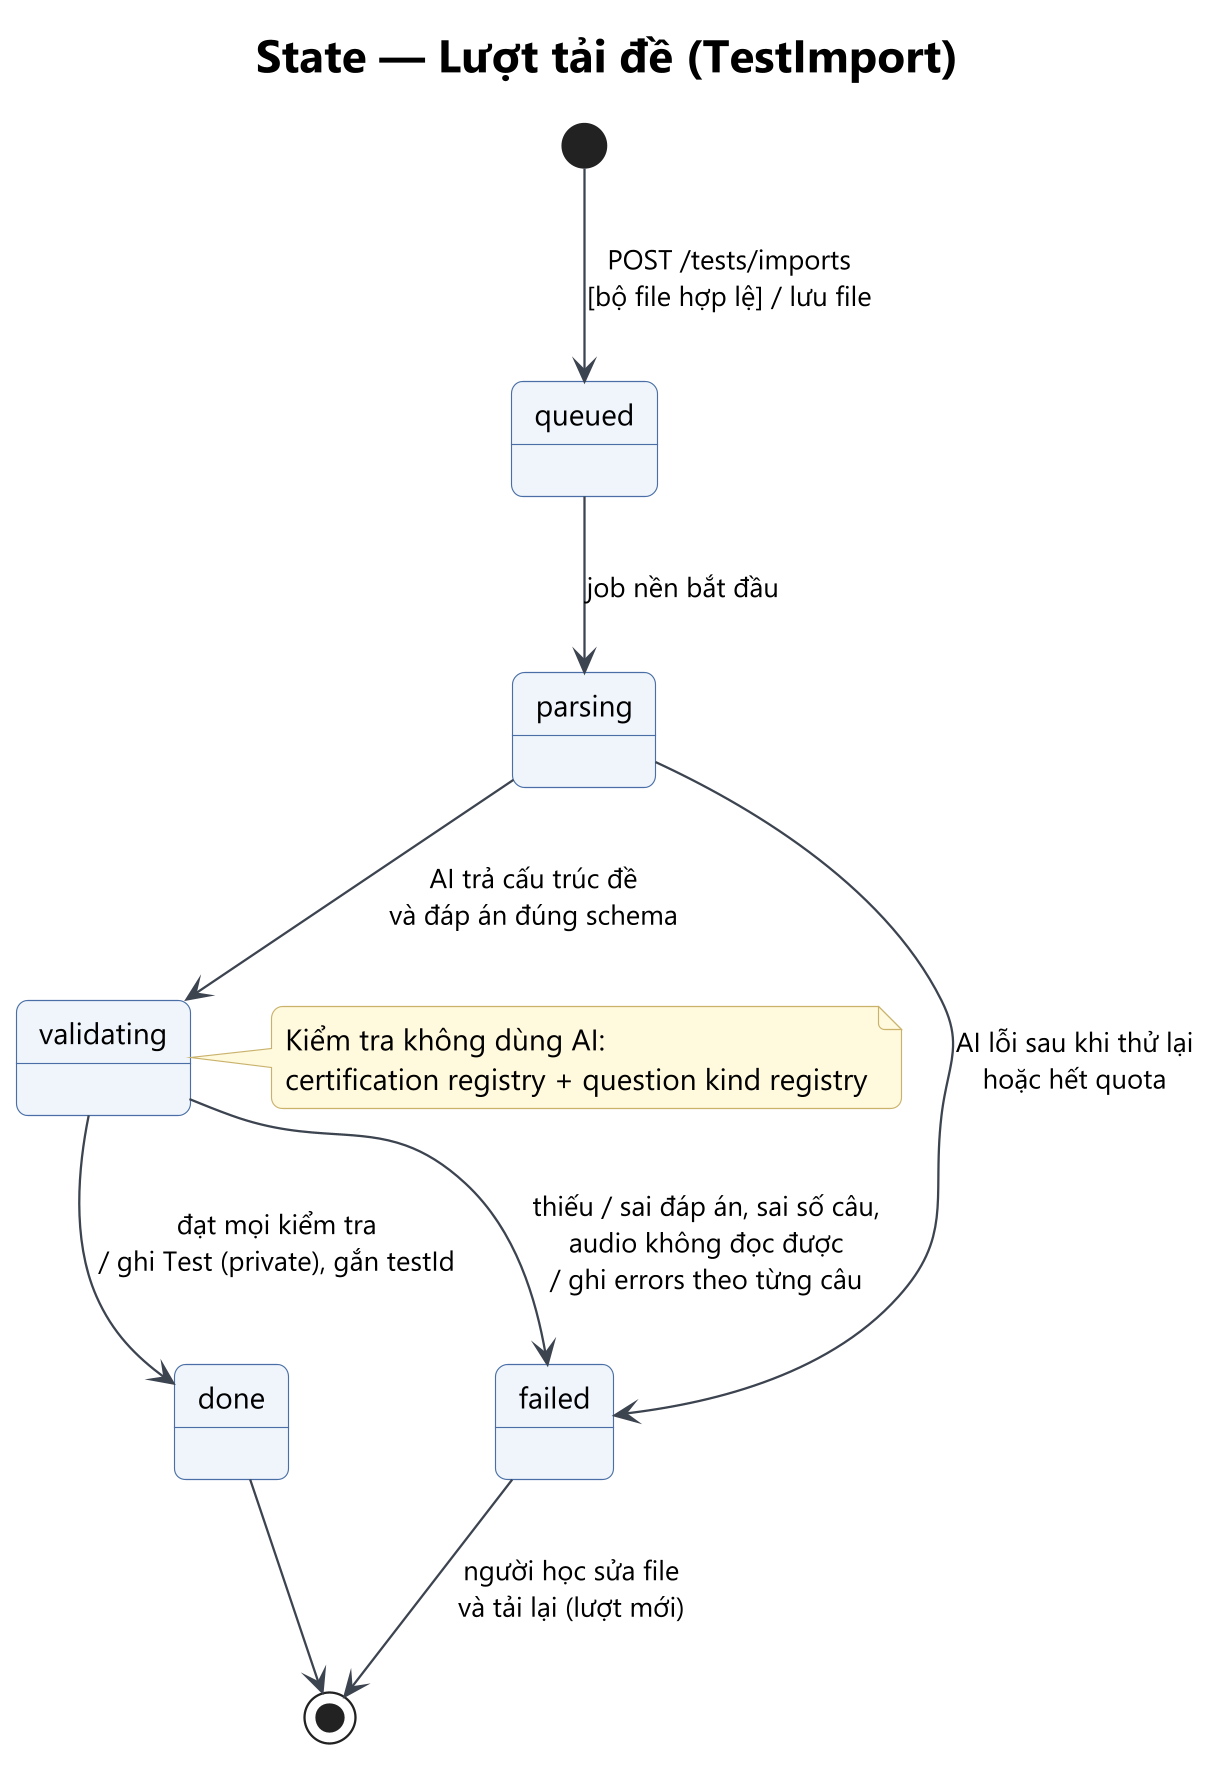 State — Lượt tải đề (TestImport)
POST /tests/imports
[bộ file hợp lệ] / lưu file
queued
job nền bắt đầu
parsing
AI trả cấu trúc đề
và đáp án đúng schema
validating
Kiểm tra không dùng AI:
certification registry + question kind registry
AI lỗi sau khi thử lại
hoặc hết quota
đạt mọi kiểm tra
/ ghi Test (private), gắn testId
thiếu / sai đáp án, sai số câu,
audio không đọc được
/ ghi errors theo từng câu
done
failed
người học sửa file
và tải lại (lượt mới)